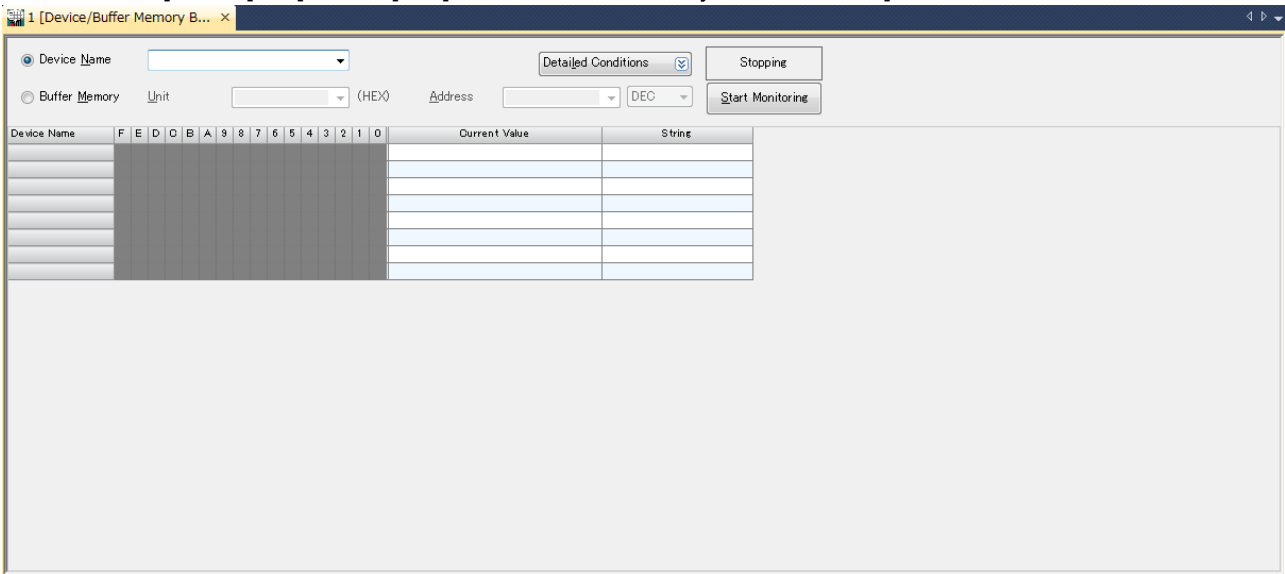 1 [Device/Buffer Memory B...
Device Name
Detailed Conditions
Stopping
Buffer Memory Unit (HEX) Address DEC
Start Monitoring
Device Name F E D C B A 9 8 7 6 5 4 3 2 1 0 Current Value String